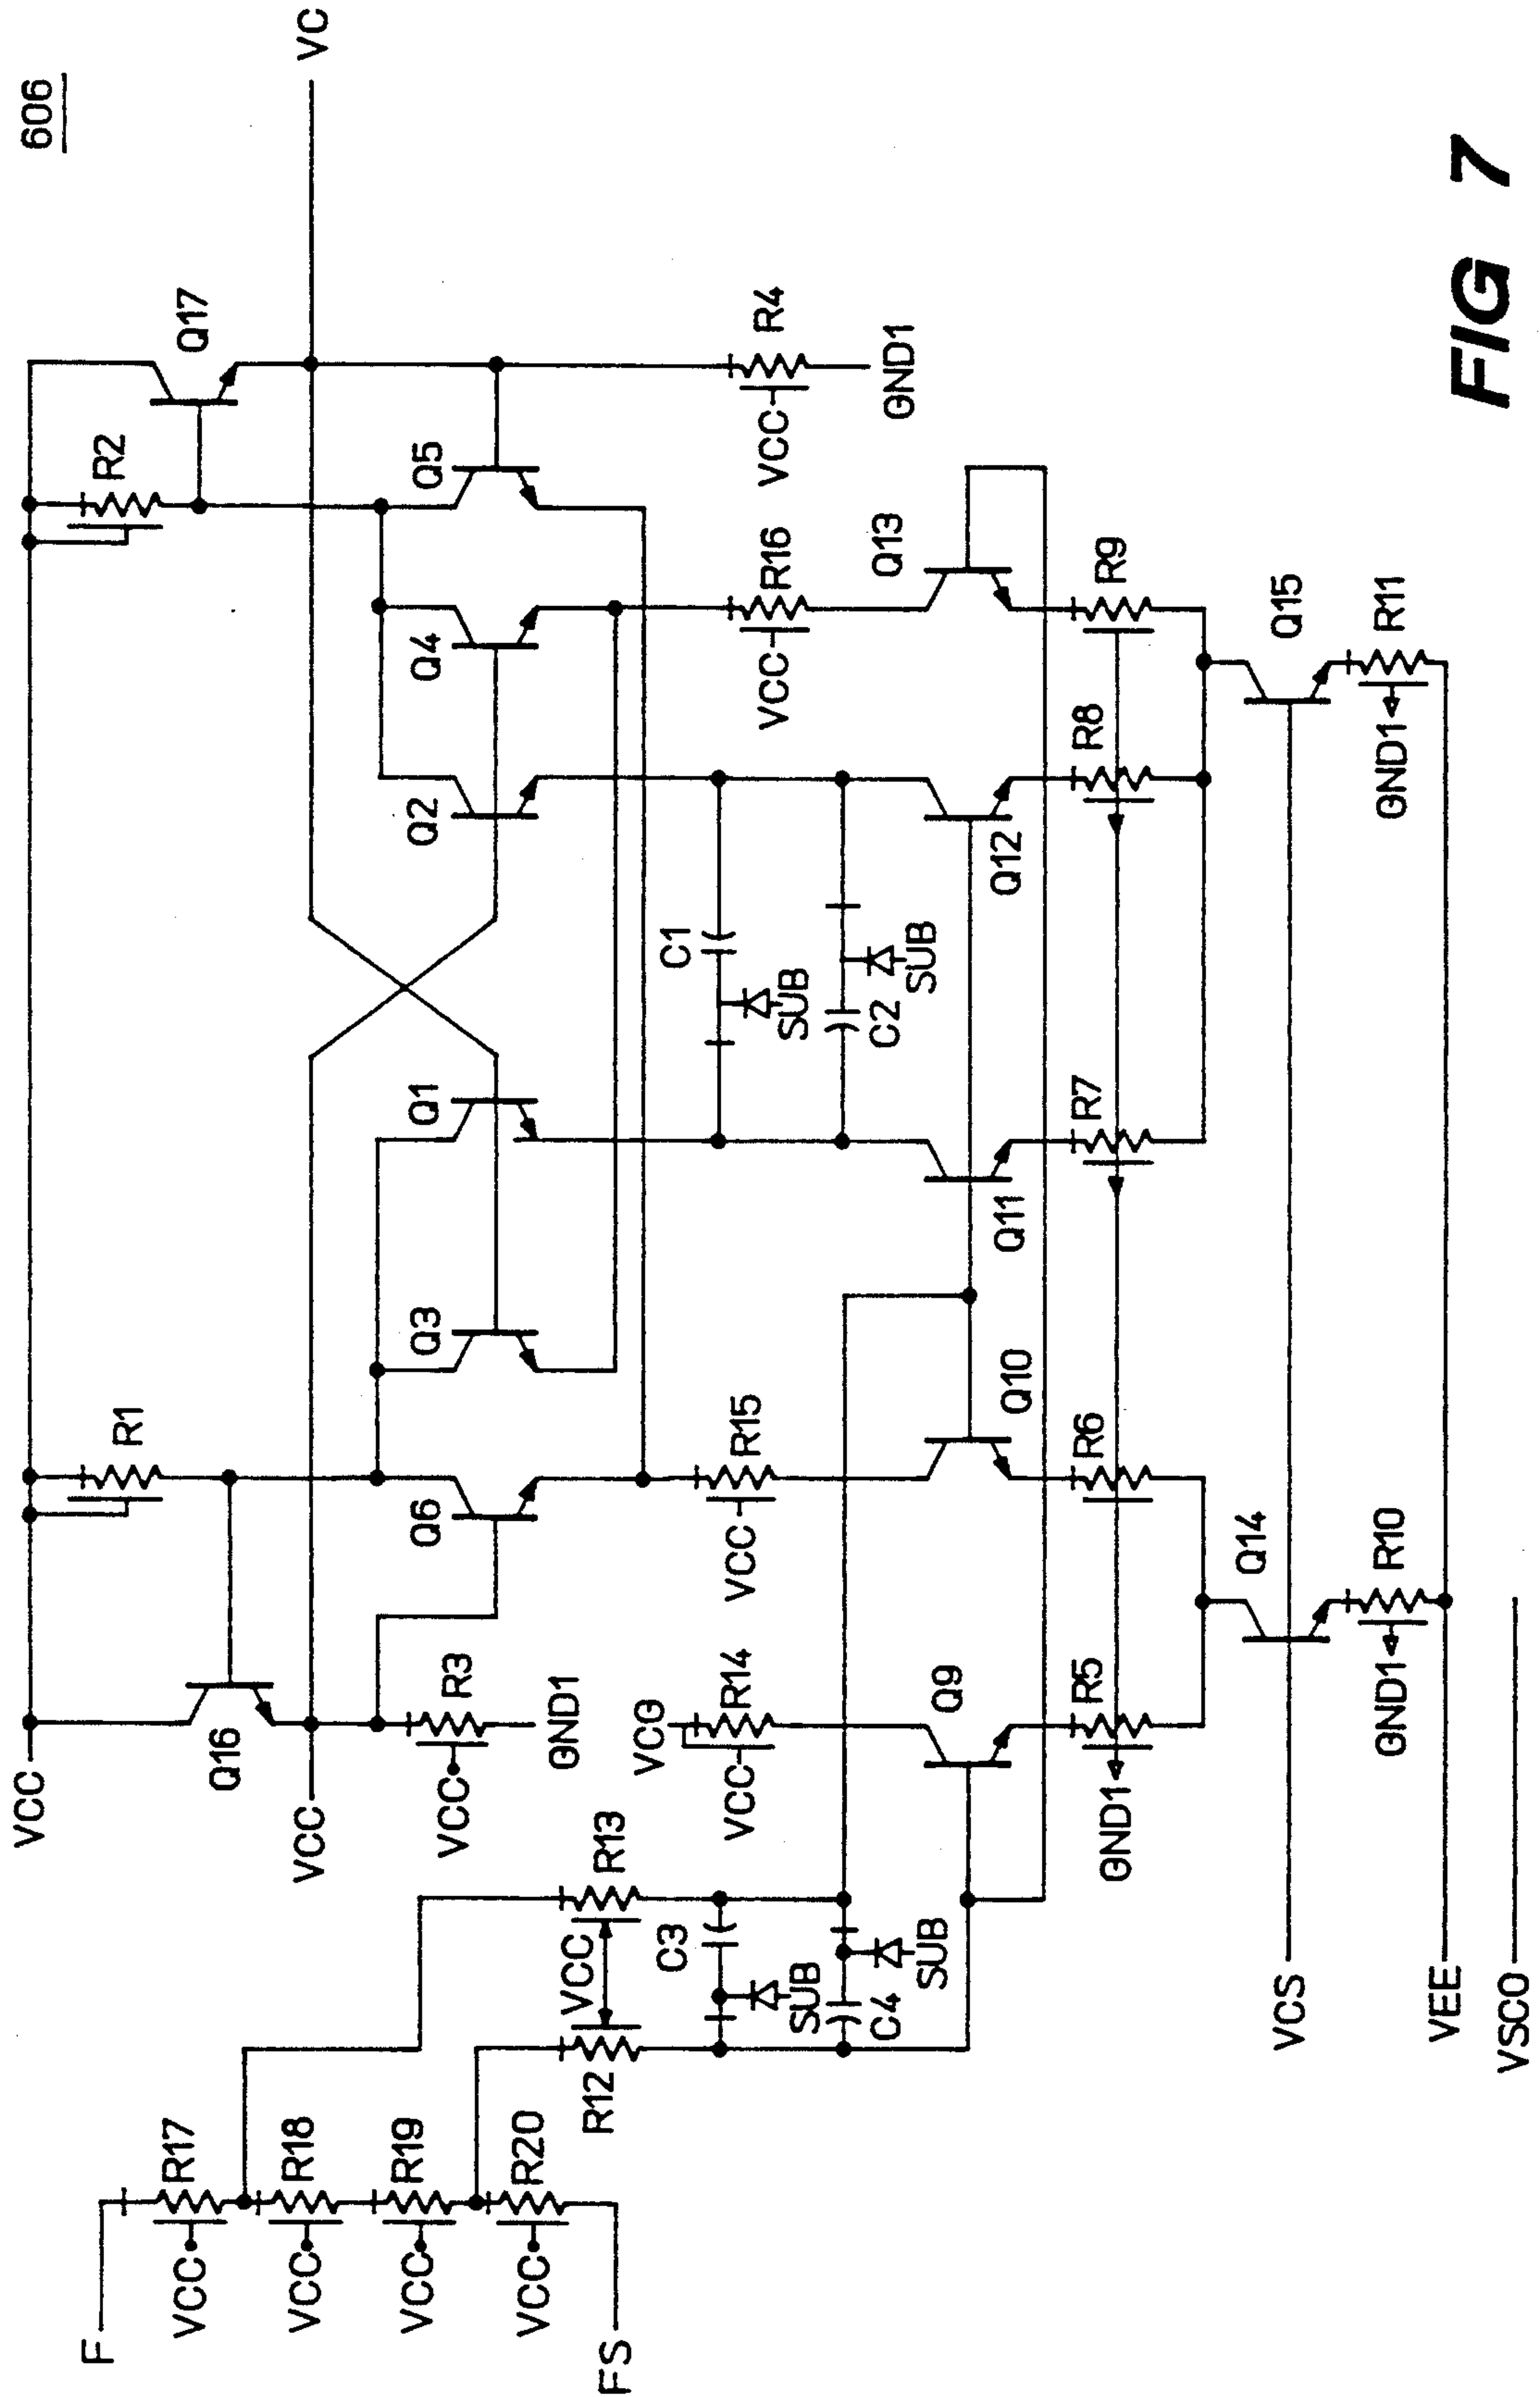 606
VCC
R1
R2
Q16
Q17
VCC
VC
F
R17
VCC
R18
VCC
R19
VCC
R20
VCC
FS
R3
VCC
GND1
Q6
Q3
Q1
Q2
Q4
Q5
R12
VCC
R13
VCG
R14
VCC
R15
VCC
R16
VCC
R4
VCC
GND1
C3
SUB
C4
SUB
C1
SUB
C2
SUB
Q9
Q10
Q11
Q12
Q13
GND1
R5
R6
R7
R8
R9
Q14
Q15
VCS
GND1
R10
GND1
R11
VEE
VSCO
FIG 7